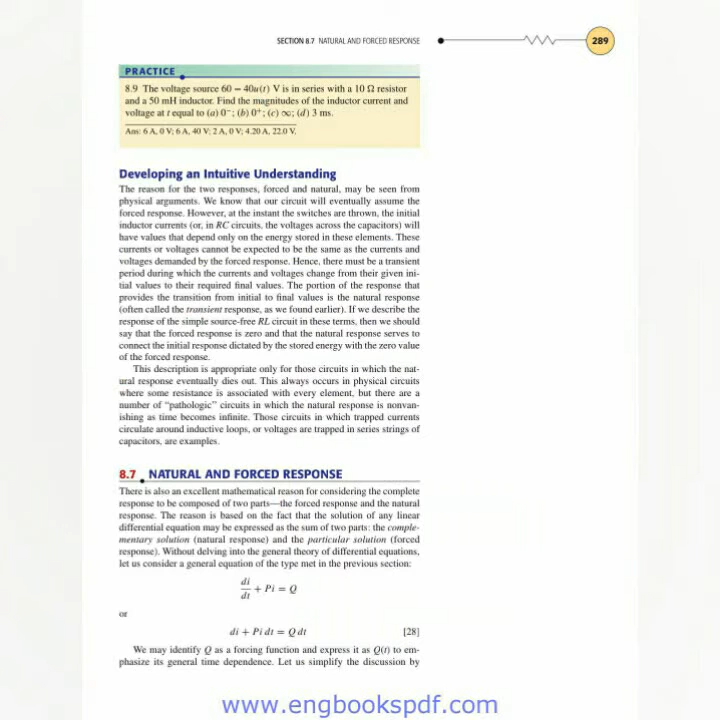 SECTION 8.7 NATURAL AND FORCED RESPONSE
289
PRACTICE
8.9 The voltage source 60 − 40u(t) V is in series with a 10 Ω resistor
and a 50 mH inductor. Find the magnitudes of the inductor current and
voltage at t equal to (a) 0⁻; (b) 0⁺; (c) ∞; (d) 3 ms.
Ans: 6 A, 0 V; 6 A, 40 V; 2 A, 0 V; 4.20 A, 22.0 V.
Developing an Intuitive Understanding
The reason for the two responses, forced and natural, may be seen from
physical arguments. We know that our circuit will eventually assume the
forced response. However, at the instant the switches are thrown, the initial
inductor currents (or, in RC circuits, the voltages across the capacitors) will
have values that depend only on the energy stored in these elements. These
currents or voltages cannot be expected to be the same as the currents and
voltages demanded by the forced response. Hence, there must be a transient
period during which the currents and voltages change from their given ini-
tial values to their required final values. The portion of the response that
provides the transition from initial to final values is the natural response
(often called the transient response, as we found earlier). If we describe the
response of the simple source-free RL circuit in these terms, then we should
say that the forced response is zero and that the natural response serves to
connect the initial response dictated by the stored energy with the zero value
of the forced response.
This description is appropriate only for those circuits in which the nat-
ural response eventually dies out. This always occurs in physical circuits
where some resistance is associated with every element, but there are a
number of “pathologic” circuits in which the natural response is nonvan-
ishing as time becomes infinite. Those circuits in which trapped currents
circulate around inductive loops, or voltages are trapped in series strings of
capacitors, are examples.
8.7 NATURAL AND FORCED RESPONSE
There is also an excellent mathematical reason for considering the complete
response to be composed of two parts—the forced response and the natural
response. The reason is based on the fact that the solution of any linear
differential equation may be expressed as the sum of two parts: the comple-
mentary solution (natural response) and the particular solution (forced
response). Without delving into the general theory of differential equations,
let us consider a general equation of the type met in the previous section:
di/dt + Pi = Q
or
di + Pi dt = Q dt [28]
We may identify Q as a forcing function and express it as Q(t) to em-
phasize its general time dependence. Let us simplify the discussion by
www.engbookspdf.com